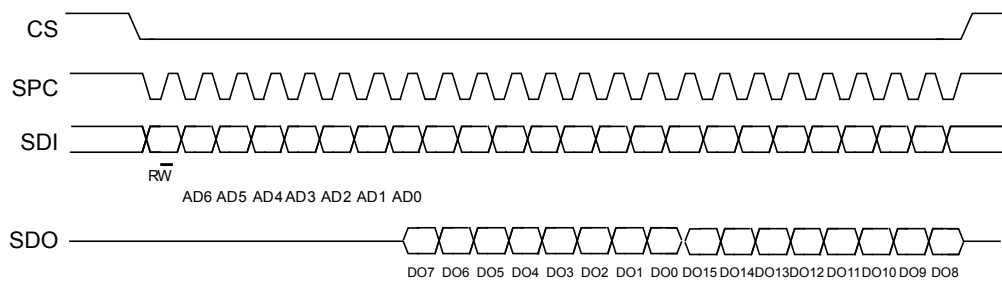 CS
SPC
SDI
RW̅
AD6 AD5 AD4 AD3 AD2 AD1 AD0
SDO
DO7 DO6 DO5 DO4 DO3 DO2 DO1 DO0 DO15 DO14 DO13 DO12 DO11 DO10 DO9 DO8